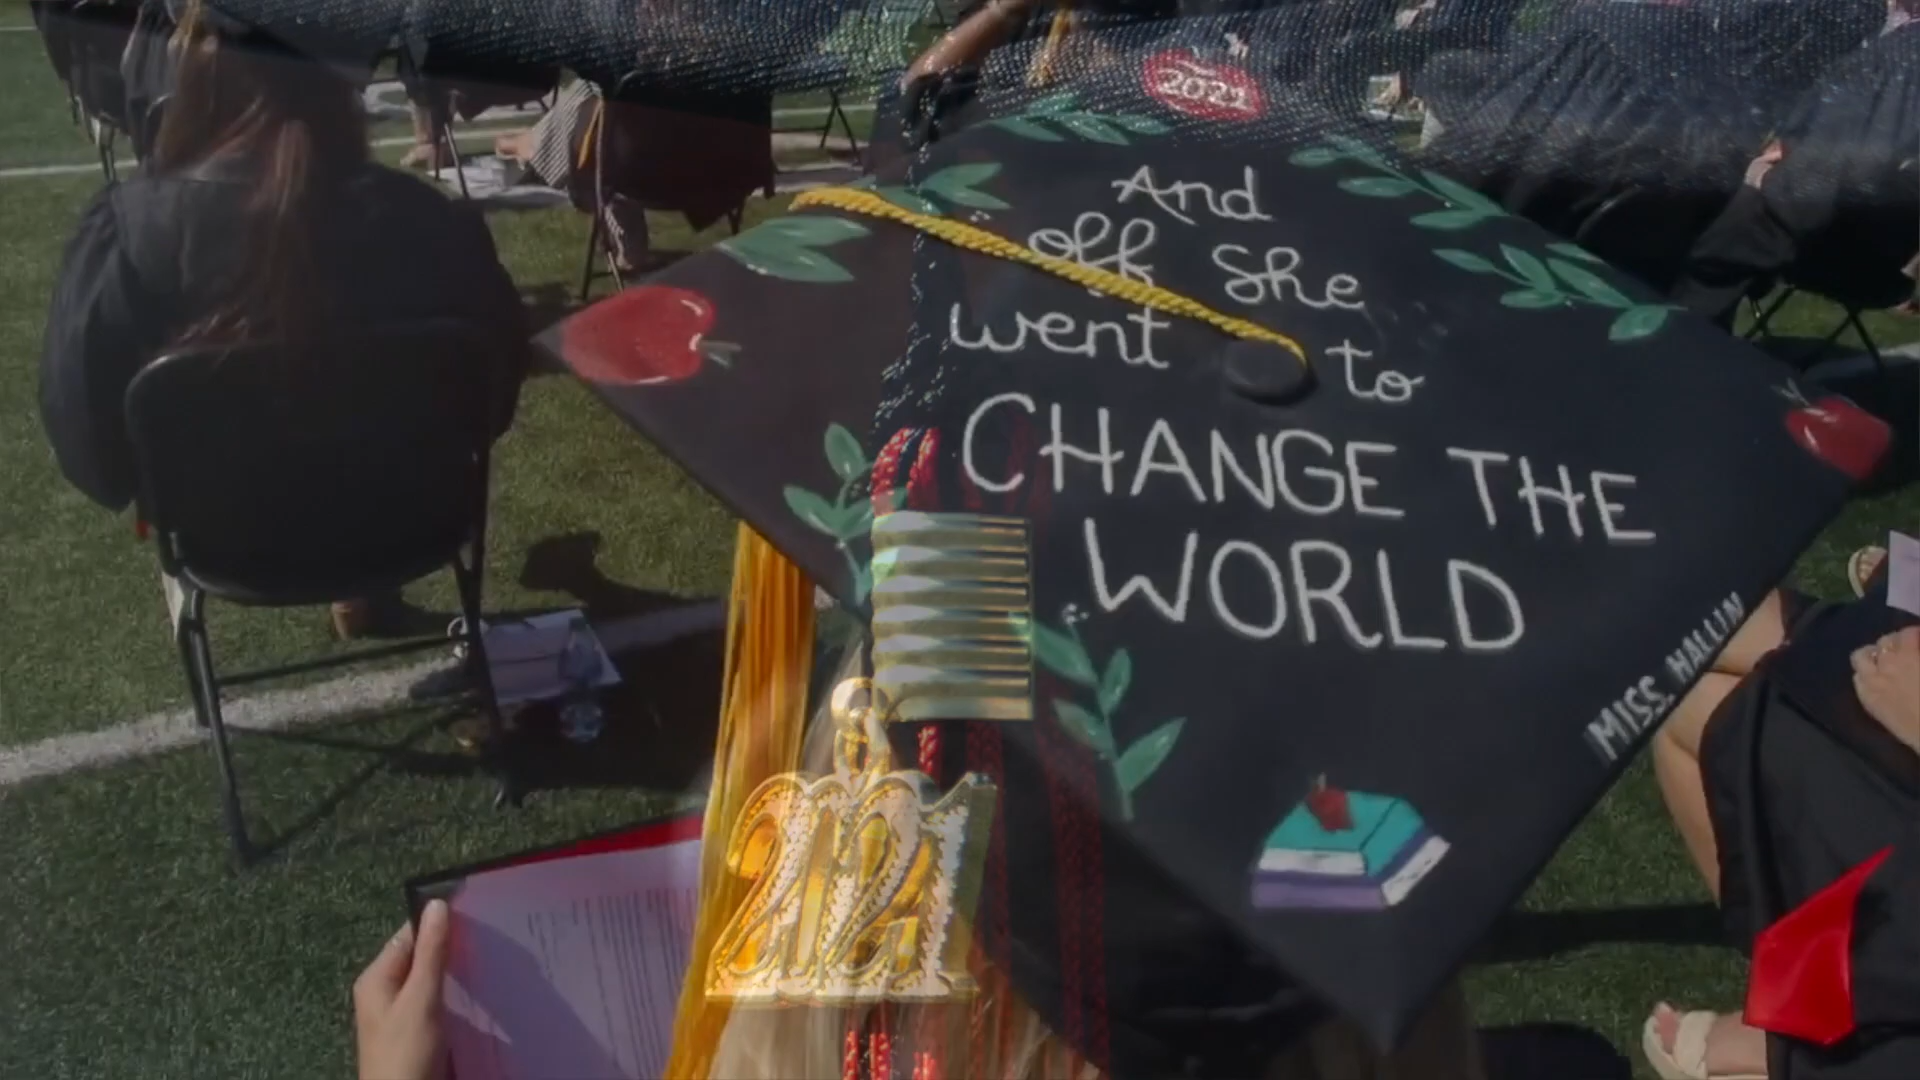 2021
And
off She
went to
CHANGE THE
WORLD
MISS. HALLIN
2021